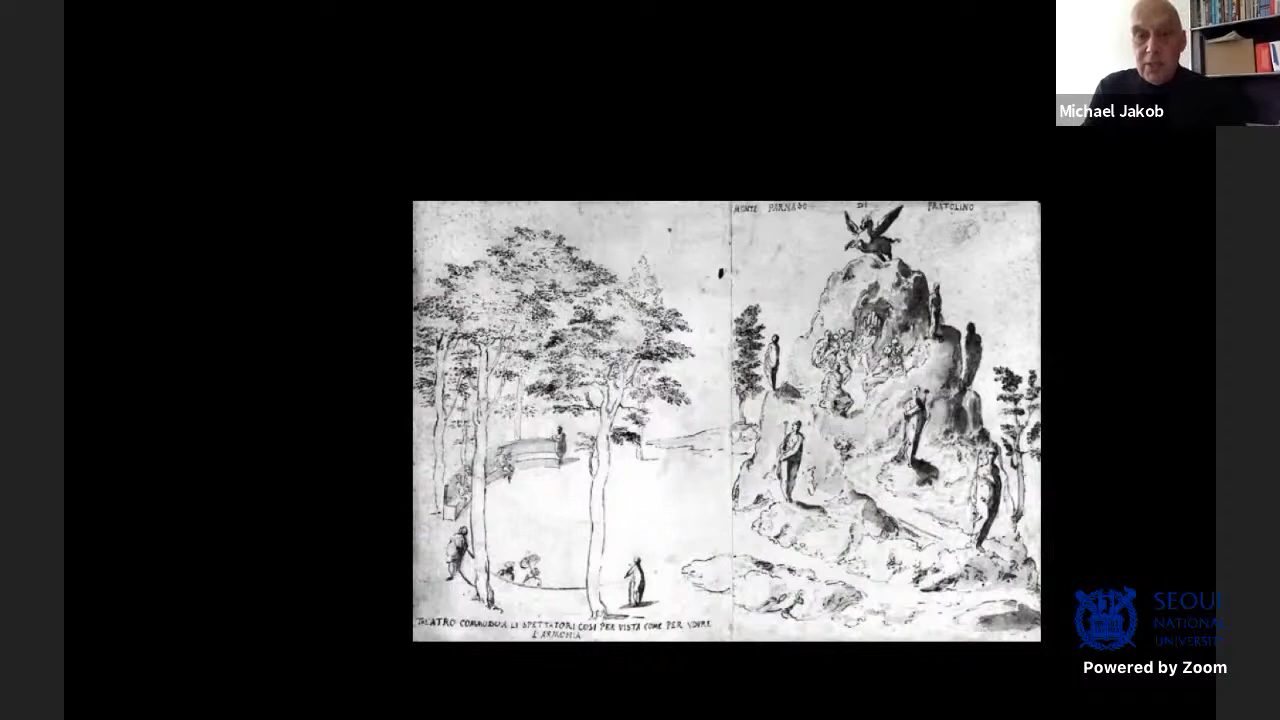 Michael Jakob
MONTE PARNASO DI PRATOLINO
TEATRO COMMODO A LI SPETTATORI COSI PER VISTA COME PER UDIRE
L'ARMONIA
SEOUL
NATIONAL
UNIVERSITY
Powered by Zoom